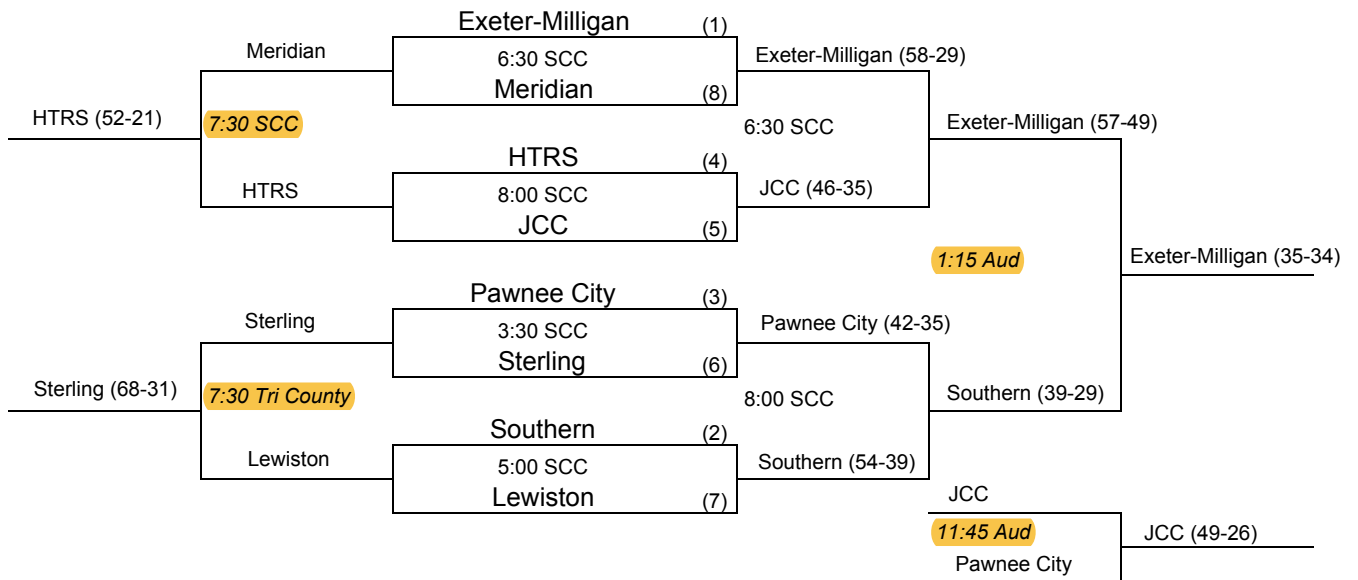 Exeter-Milligan (1)
Meridian
6:30 SCC
Exeter-Milligan (58-29)
Meridian (8)
HTRS (52-21)
7:30 SCC
6:30 SCC
Exeter-Milligan (57-49)
HTRS (4)
HTRS
8:00 SCC
JCC (46-35)
JCC (5)
1:15 Aud
Exeter-Milligan (35-34)
Pawnee City (3)
Sterling
3:30 SCC
Pawnee City (42-35)
Sterling (6)
Sterling (68-31)
7:30 Tri County
8:00 SCC
Southern (39-29)
Southern (2)
Lewiston
5:00 SCC
Southern (54-39)
Lewiston (7)
JCC
11:45 Aud
JCC (49-26)
Pawnee City